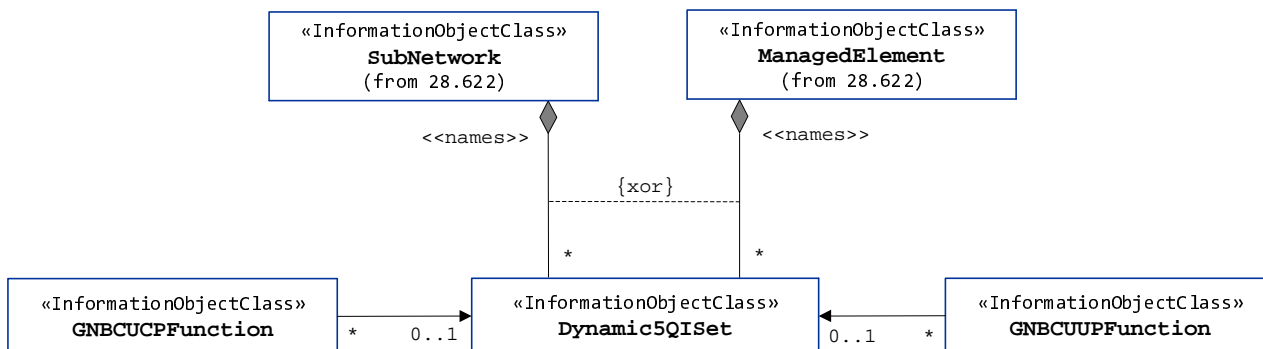 «InformationObjectClass»
SubNetwork
(from 28.622)
«InformationObjectClass»
ManagedElement
(from 28.622)
<<names>>
<<names>>
{xor}
*
*
«InformationObjectClass»
GNBCUCPFunction
*
0..1
«InformationObjectClass»
Dynamic5QISet
0..1
*
«InformationObjectClass»
GNBCUUPFunction